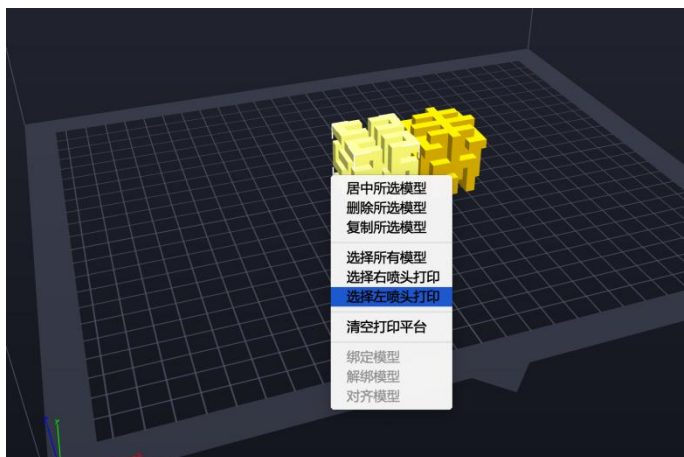 居中所选模型
删除所选模型
复制所选模型
选择所有模型
选择右喷头打印
选择左喷头打印
清空打印平台
绑定模型
解绑模型
对齐模型